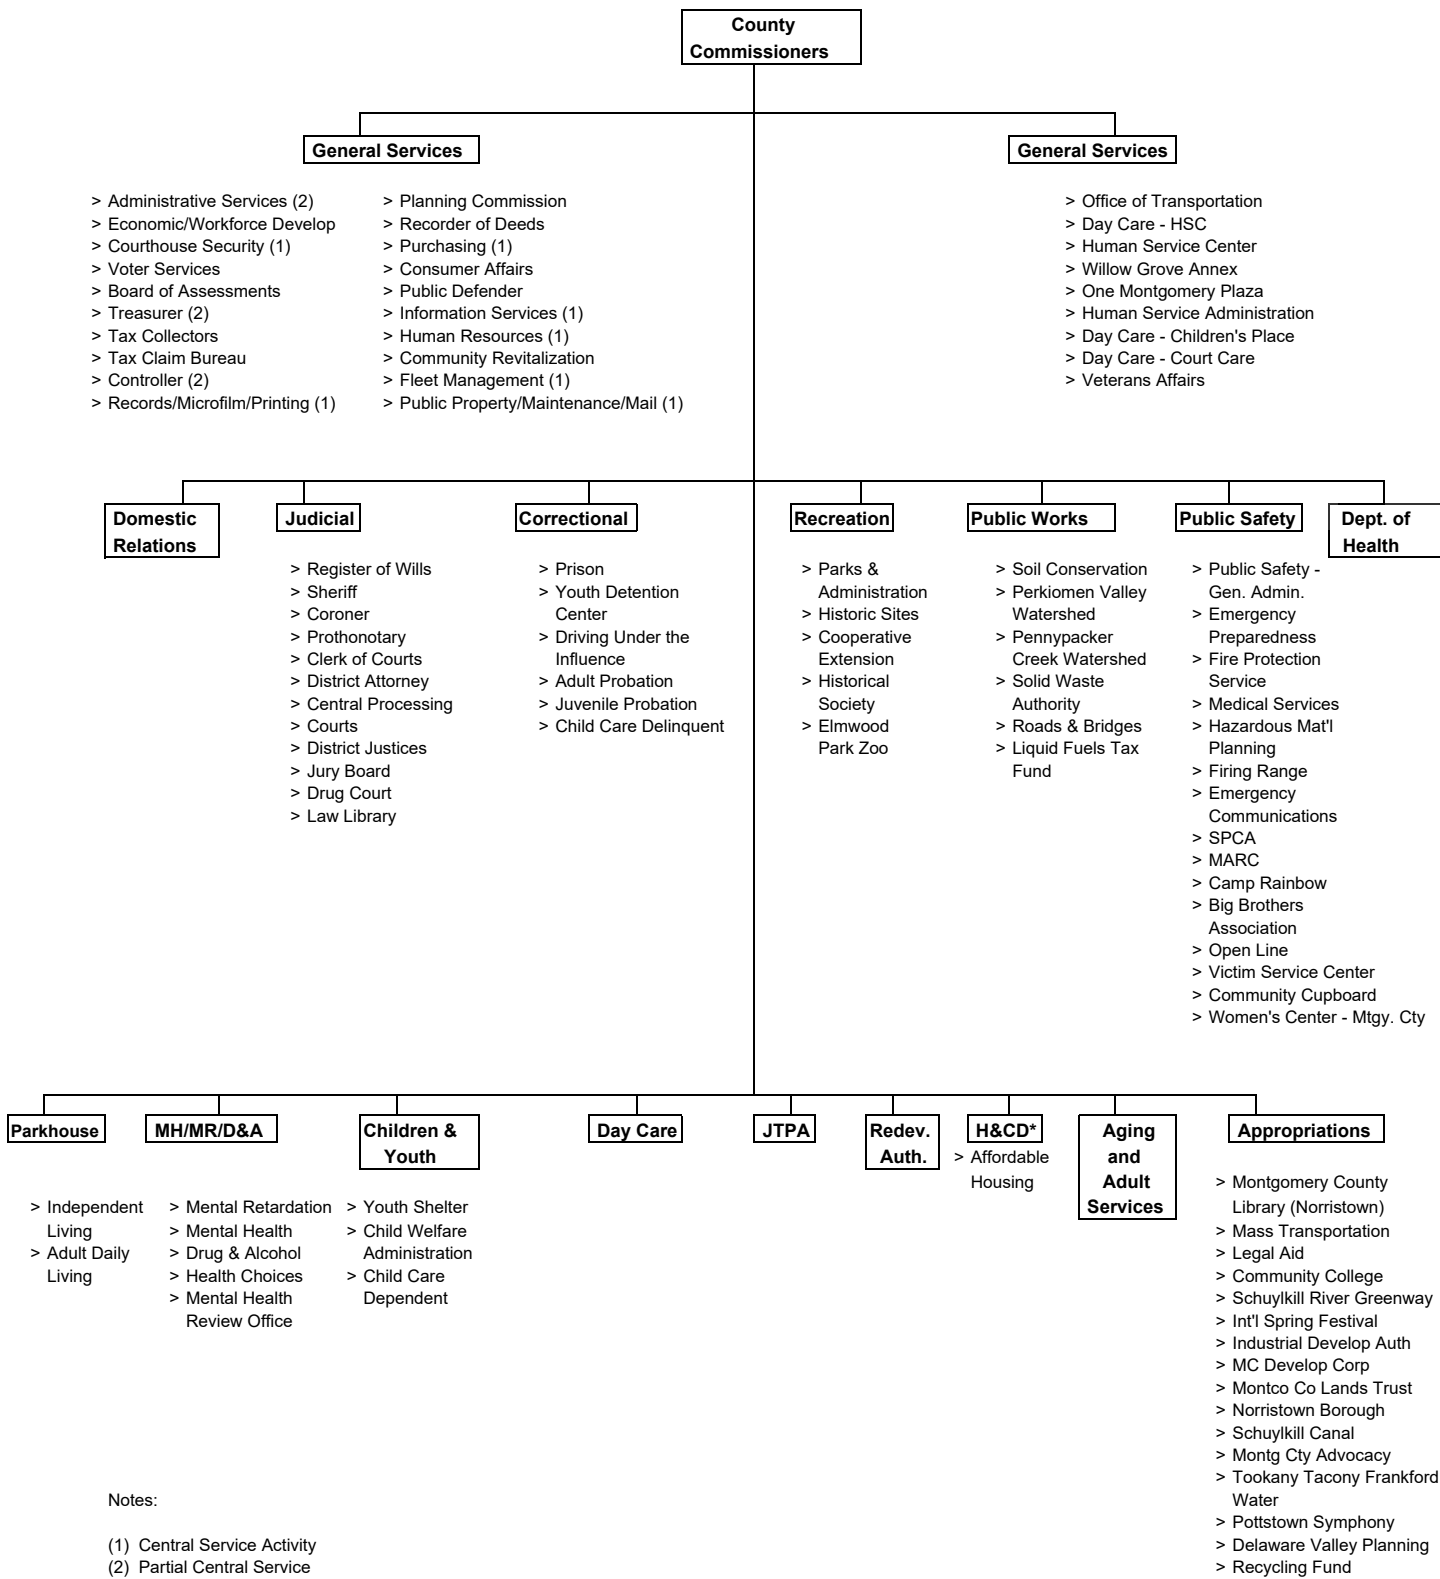 County
Commissioners
General Services
> Administrative Services (2)
> Economic/Workforce Develop
> Courthouse Security (1)
> Voter Services
> Board of Assessments
> Treasurer (2)
> Tax Collectors
> Tax Claim Bureau
> Controller (2)
> Records/Microfilm/Printing (1)
> Planning Commission
> Recorder of Deeds
> Purchasing (1)
> Consumer Affairs
> Public Defender
> Information Services (1)
> Human Resources (1)
> Community Revitalization
> Fleet Management (1)
> Public Property/Maintenance/Mail (1)
General Services
> Office of Transportation
> Day Care - HSC
> Human Service Center
> Willow Grove Annex
> One Montgomery Plaza
> Human Service Administration
> Day Care - Children's Place
> Day Care - Court Care
> Veterans Affairs
Domestic
Relations
Judicial
> Register of Wills
> Sheriff
> Coroner
> Prothonotary
> Clerk of Courts
> District Attorney
> Central Processing
> Courts
> District Justices
> Jury Board
> Drug Court
> Law Library
Correctional
> Prison
> Youth Detention
Center
> Driving Under the
Influence
> Adult Probation
> Juvenile Probation
> Child Care Delinquent
Recreation
> Parks &
Administration
> Historic Sites
> Cooperative
Extension
> Historical
Society
> Elmwood
Park Zoo
Public Works
> Soil Conservation
> Perkiomen Valley
Watershed
> Pennypacker
Creek Watershed
> Solid Waste
Authority
> Roads & Bridges
> Liquid Fuels Tax
Fund
Public Safety
> Public Safety -
Gen. Admin.
> Emergency
Preparedness
> Fire Protection
Service
> Medical Services
> Hazardous Mat'l
Planning
> Firing Range
> Emergency
Communications
> SPCA
> MARC
> Camp Rainbow
> Big Brothers
Association
> Open Line
> Victim Service Center
> Community Cupboard
> Women's Center - Mtgy. Cty
Dept. of
Health
Parkhouse
> Independent
Living
> Adult Daily
Living
MH/MR/D&A
> Mental Retardation
> Mental Health
> Drug & Alcohol
> Health Choices
> Mental Health
Review Office
Children &
Youth
> Youth Shelter
> Child Welfare
Administration
> Child Care
Dependent
Day Care
JTPA
Redev.
Auth.
H&CD*
> Affordable
Housing
Aging
and
Adult
Services
Appropriations
> Montgomery County
Library (Norristown)
> Mass Transportation
> Legal Aid
> Community College
> Schuylkill River Greenway
> Int'l Spring Festival
> Industrial Develop Auth
> MC Develop Corp
> Montco Co Lands Trust
> Norristown Borough
> Schuylkill Canal
> Montg Cty Advocacy
> Tookany Tacony Frankford
Water
> Pottstown Symphony
> Delaware Valley Planning
> Recycling Fund
Notes:
(1) Central Service Activity
(2) Partial Central Service